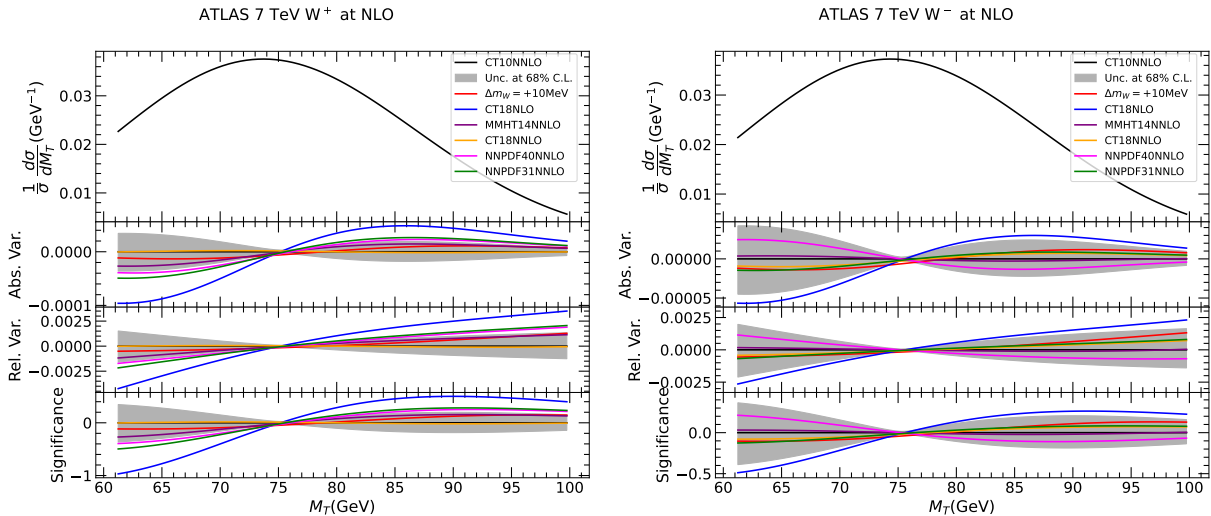 ATLAS 7 TeV W⁺ at NLO
1/σ dσ/dM_T (GeV⁻¹)
0.03
0.02
0.01
CT10NNLO
Unc. at 68% C.L.
Δm_W = +10MeV
CT18NLO
MMHT14NNLO
CT18NNLO
NNPDF40NNLO
NNPDF31NNLO
Abs. Var.
0.0000
−0.0001
Rel. Var.
0.0025
0.0000
−0.0025
Significance
0
−1
60 65 70 75 80 85 90 95 100
M_T(GeV)
ATLAS 7 TeV W⁻ at NLO
1/σ dσ/dM_T (GeV⁻¹)
0.03
0.02
0.01
CT10NNLO
Unc. at 68% C.L.
Δm_W = +10MeV
CT18NLO
MMHT14NNLO
CT18NNLO
NNPDF40NNLO
NNPDF31NNLO
Abs. Var.
0.00000
−0.00005
Rel. Var.
0.0025
0.0000
−0.0025
Significance
0.0
−0.5
60 65 70 75 80 85 90 95 100
M_T(GeV)